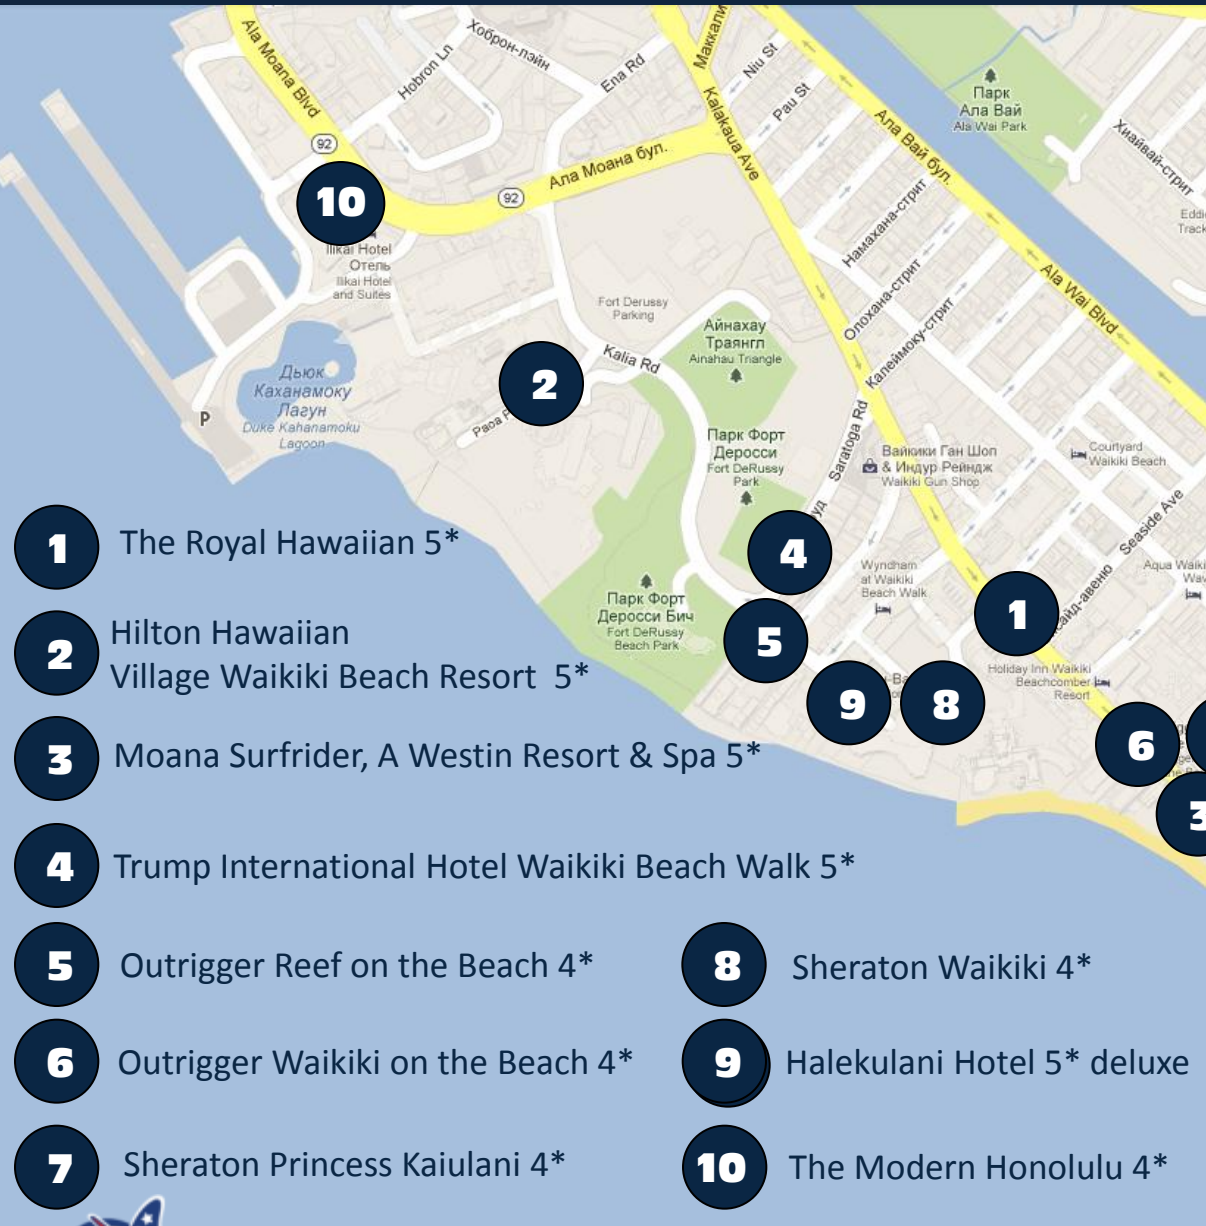 Ala Moana Blvd
Хоброн-лэйн
Hobron Ln
Ena Rd
Маккалли
Niu St
Pau St
Kalakaua Ave
Парк
Ала Вай
Ala Wai Park
Ала Вай бул.
Хиайвай-стрит
92
Ала Моана бул.
92
10
Ilikai Hotel
Отель
Ilikai Hotel
and Suites
Намахана-стрит
Олохана-стрит
Калеймоку-стрит
Ala Wai Blvd
Fort Derussy
Parking
Айнахау
Траянгл
Ainahau Triangle
Kalia Rd
2
Paoa
Дьюк
Каханамоку
Лагун
Duke Kahanamoku
Lagoon
P
Парк Форт
Деросси
Fort DeRussy
Park
Saratoga Rd
Вайкики Ган Шоп
& Индур Рейндж
Waikiki Gun Shop
Courtyard
Waikiki Beach
Seaside Ave
4
Wyndham
at Waikiki
Beach Walk
Aqua Waiki
Wav
1
Парк Форт
Деросси Бич
Fort DeRussy
Beach Park
5
Holiday Inn Waikiki
Beachcomber
Resort
9
8
6
3
1 The Royal Hawaiian 5*
2 Hilton Hawaiian
Village Waikiki Beach Resort 5*
3 Moana Surfrider, A Westin Resort & Spa 5*
4 Trump International Hotel Waikiki Beach Walk 5*
5 Outrigger Reef on the Beach 4*
6 Outrigger Waikiki on the Beach 4*
7 Sheraton Princess Kaiulani 4*
8 Sheraton Waikiki 4*
9 Halekulani Hotel 5* deluxe
10 The Modern Honolulu 4*